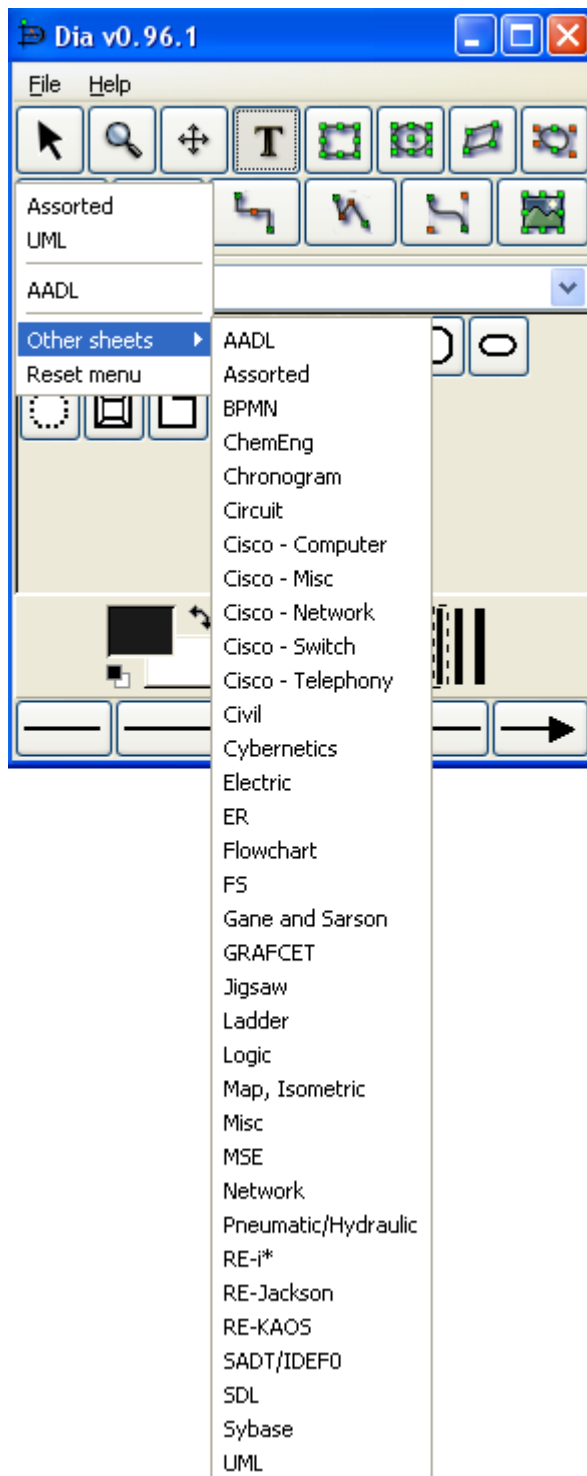 Dia v0.96.1
File Help
T
Assorted
UML
AADL
Other sheets
Reset menu
AADL
Assorted
BPMN
ChemEng
Chronogram
Circuit
Cisco - Computer
Cisco - Misc
Cisco - Network
Cisco - Switch
Cisco - Telephony
Civil
Cybernetics
Electric
ER
Flowchart
FS
Gane and Sarson
GRAFCET
Jigsaw
Ladder
Logic
Map, Isometric
Misc
MSE
Network
Pneumatic/Hydraulic
RE-i*
RE-Jackson
RE-KAOS
SADT/IDEF0
SDL
Sybase
UML